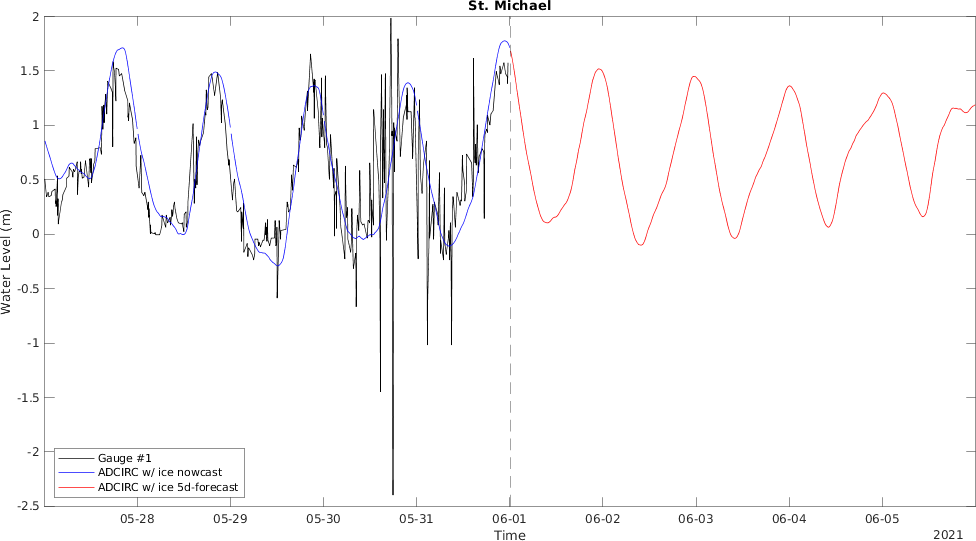 St. Michael
2
1.5
1
0.5
0
-0.5
-1
-1.5
-2
-2.5
Water Level (m)
Gauge #1
ADCIRC w/ ice nowcast
ADCIRC w/ ice 5d-forecast
05-28 05-29 05-30 05-31 06-01 06-02 06-03 06-04 06-05
Time
2021